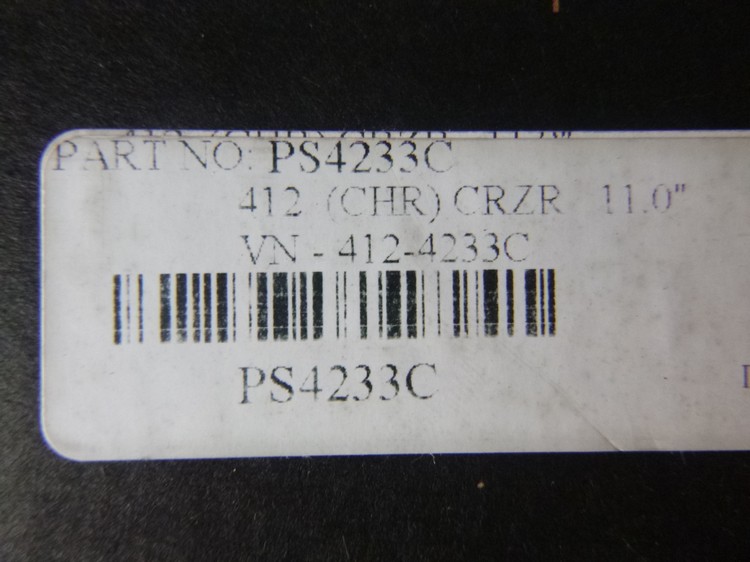 PART NO: PS4233C
412 (CHR) CRZR 11.0"
VN - 412-4233C
PS4233C